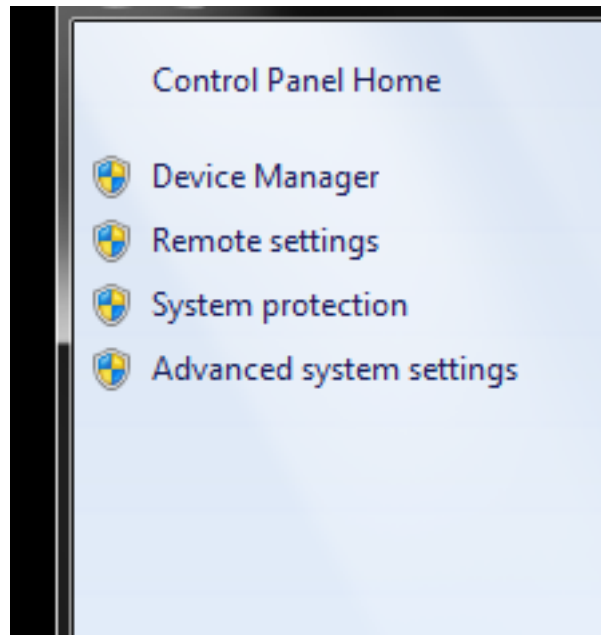 Control Panel Home
Device Manager
Remote settings
System protection
Advanced system settings